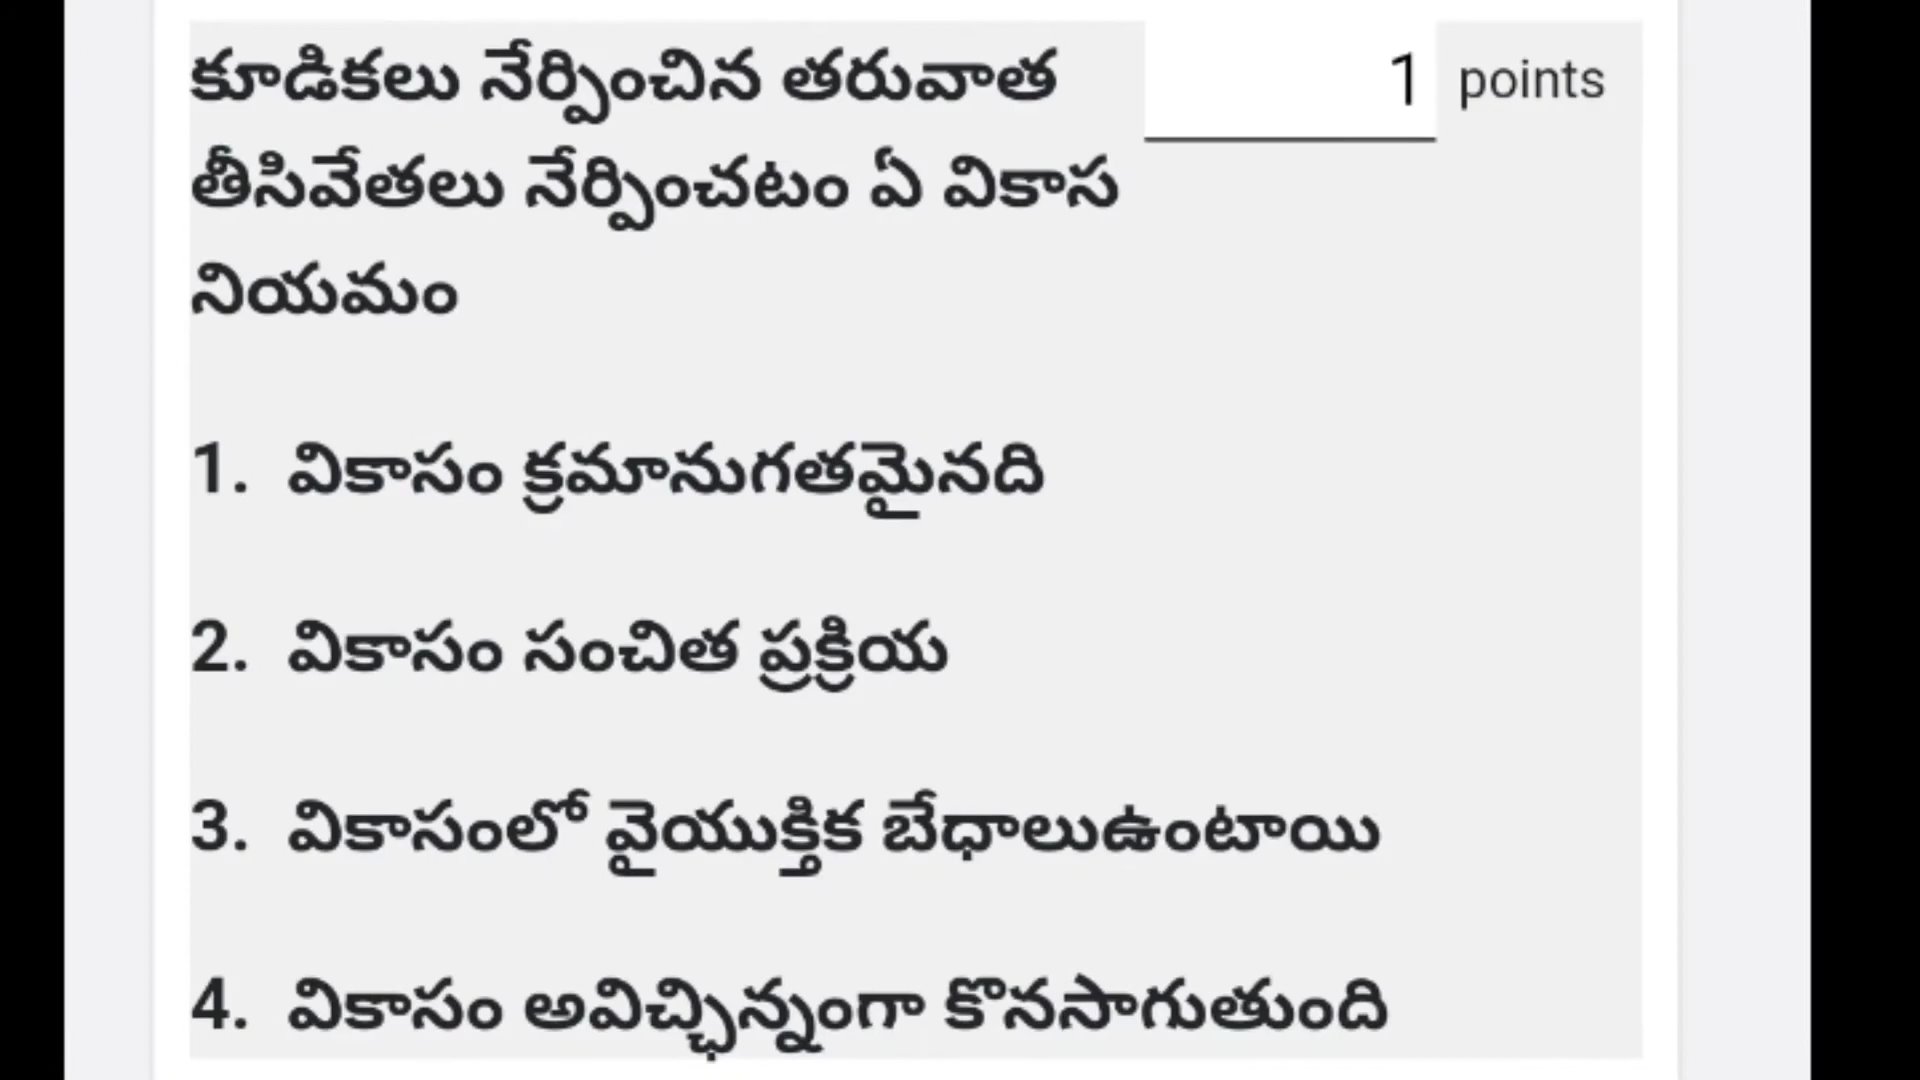 కూడికలు నేర్పించిన తరువాత
1 points
తీసివేతలు నేర్పించటం ఏ వికాస
నియమం
1. వికాసం క్రమానుగతమైనది
2. వికాసం సంచిత ప్రక్రియ
3. వికాసంలో వైయుక్తిక బేధాలుఉంటాయి
4. వికాసం అవిచ్ఛిన్నంగా కొనసాగుతుంది